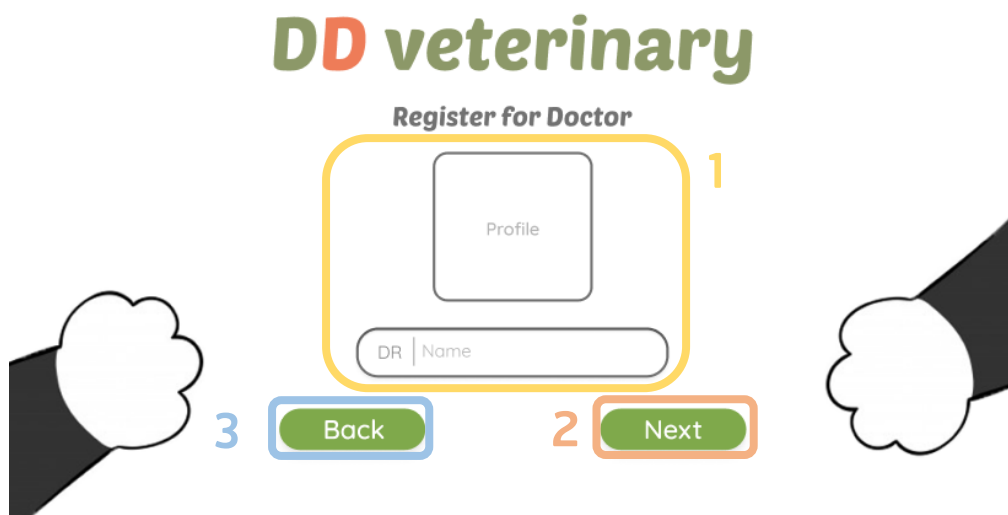 DD veterinary
Register for Doctor
1
Profile
DR Name
3 Back 2 Next